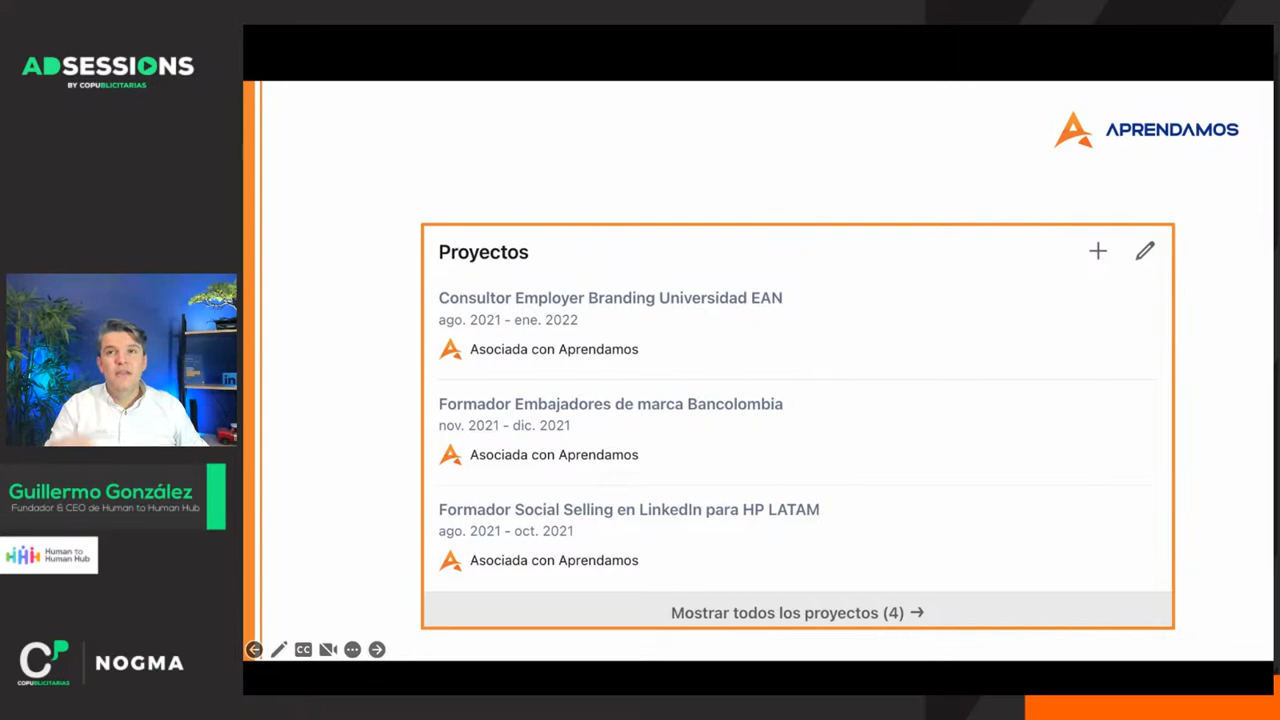 ADSESSIONS
BY COPUBLICITARIAS
APRENDAMOS
Proyectos
Consultor Employer Branding Universidad EAN
ago. 2021 - ene. 2022
Asociada con Aprendamos
Formador Embajadores de marca Bancolombia
nov. 2021 - dic. 2021
Asociada con Aprendamos
Formador Social Selling en LinkedIn para HP LATAM
ago. 2021 - oct. 2021
Asociada con Aprendamos
Mostrar todos los proyectos (4) →
Guillermo González
Fundador & CEO de Human to Human Hub
Human to
Human Hub
CP
COPUBLICITARIAS
NOGMA
CC
in